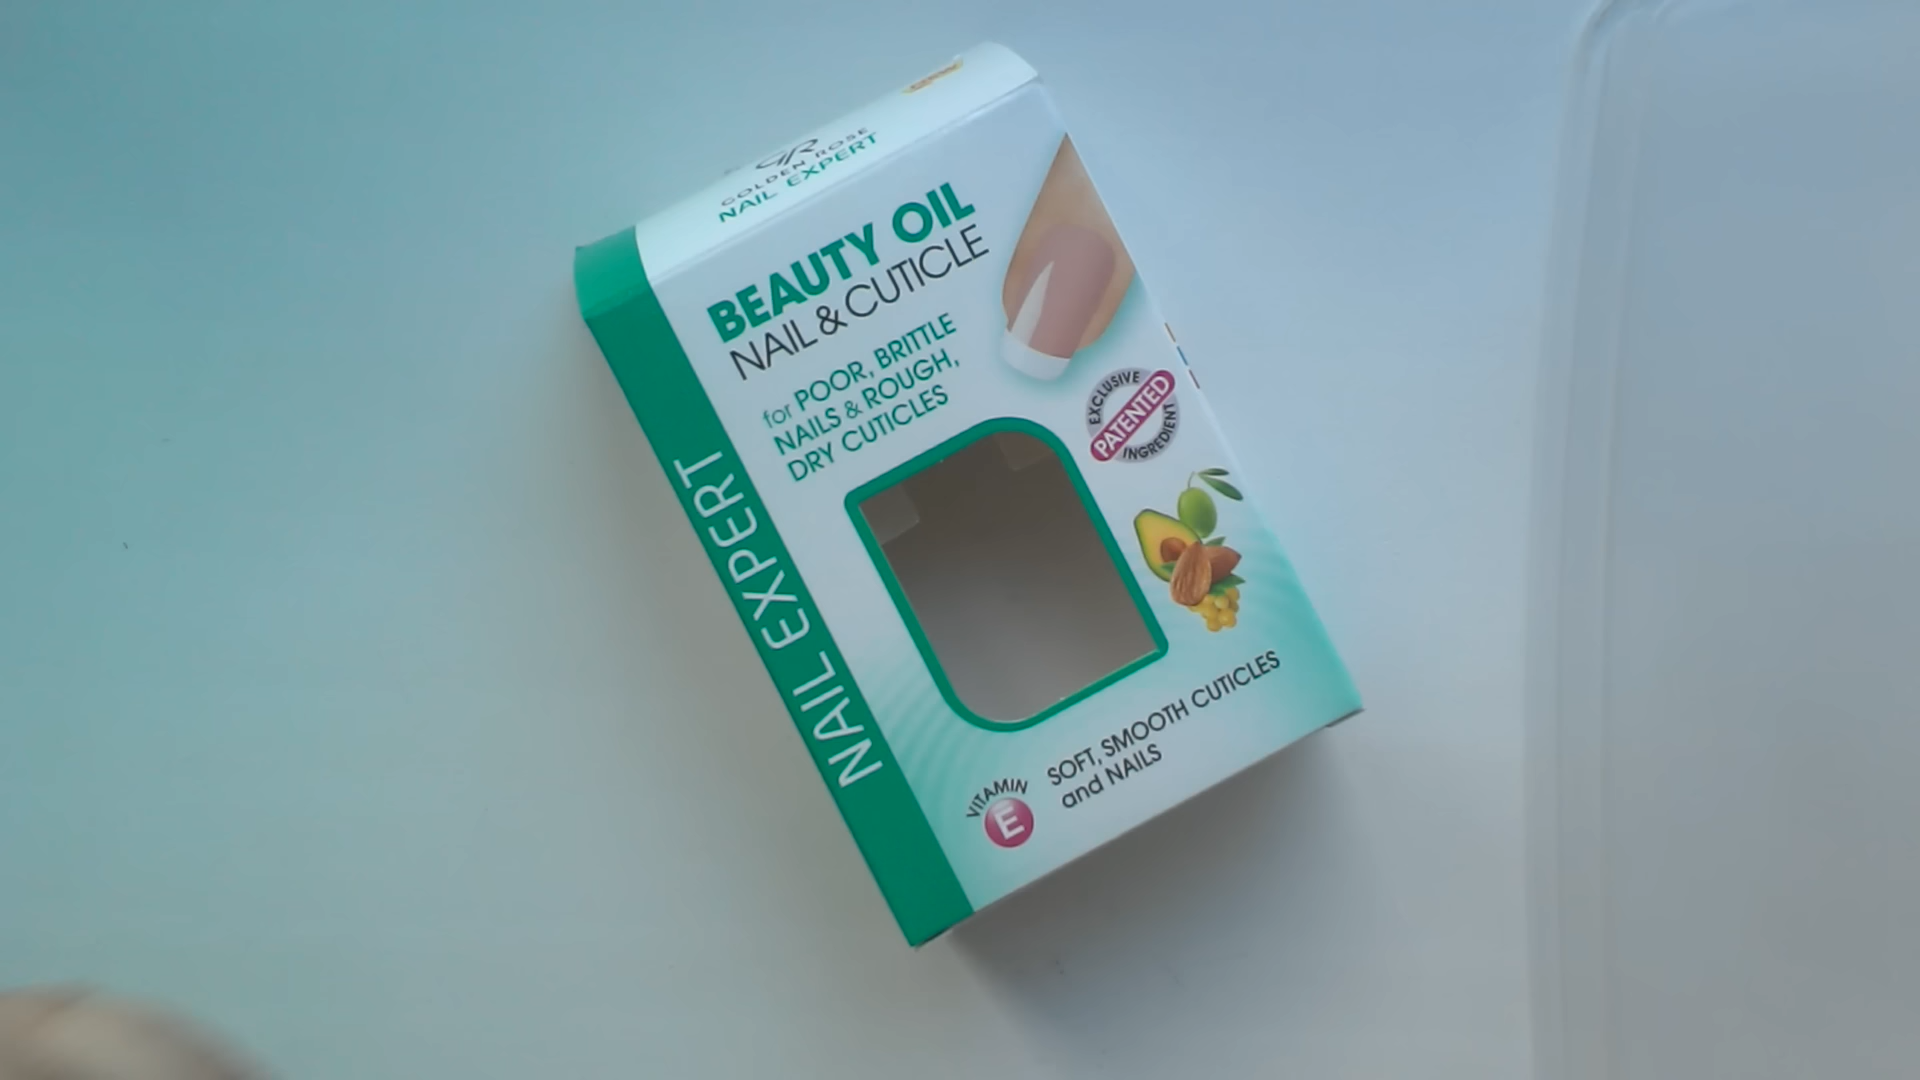 GR
GOLDEN ROSE
NAIL EXPERT
BEAUTY OIL
NAIL & CUTICLE
for POOR, BRITTLE
NAILS & ROUGH,
DRY CUTICLES
EXCLUSIVE
PATENTED
INGREDIENT
NAIL EXPERT
VITAMIN
E
SOFT, SMOOTH CUTICLES
and NAILS